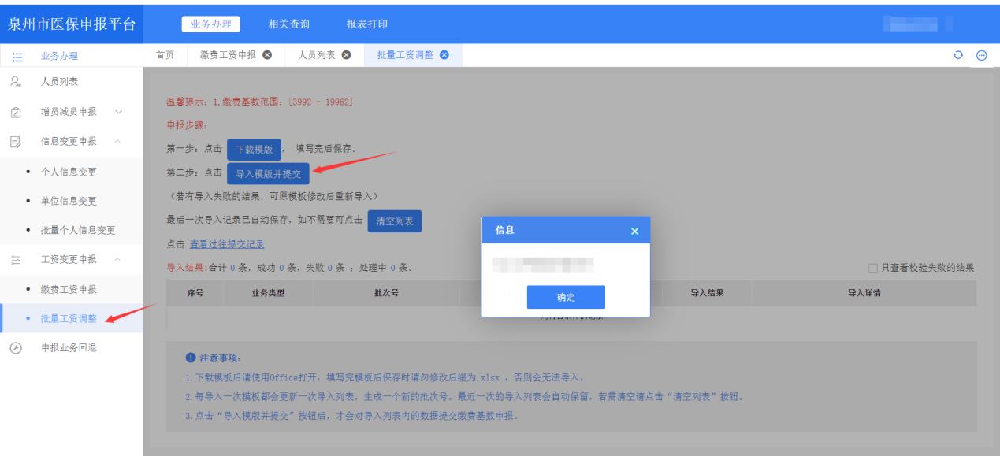 泉州市医保申报平台
业务办理
相关查询
报表打印
业务办理
首页
缴费工资申报
人员列表
批量工资调整
人员列表
增员减员申报
信息变更申报
个人信息变更
单位信息变更
批量个人信息变更
工资变更申报
缴费工资申报
批量工资调整
申报业务回退
温馨提示: 1.缴费基数范围: [3992 - 19962]
申报步骤:
第一步: 点击 下载模版 , 填写完后保存。
第二步: 点击 导入模版并提交
(若有导入失败的结果, 可原模板修改后重新导入)
最后一次导入记录已自动保存, 如不需要可点击 清空列表
点击 查看过往提交记录
导入结果:合计 0 条, 成功 0 条, 失败 0 条 ; 处理中 0 条。
只查看校验失败的结果
序号 业务类型 批次号 导入结果 导入详情
信息
确定
注意事项:
1.下载模板后请使用Office打开, 填写完模板后保存时请勿修改后缀为.xlsx , 否则会无法导入。
2.每导入一次模板都会更新一次导入列表, 生成一个新的批次号。最近一次的导入列表会自动保留, 若需清空请点击“清空列表”按钮。
3.点击“导入模版并提交”按钮后, 才会对导入列表内的数据提交缴费基数申报。